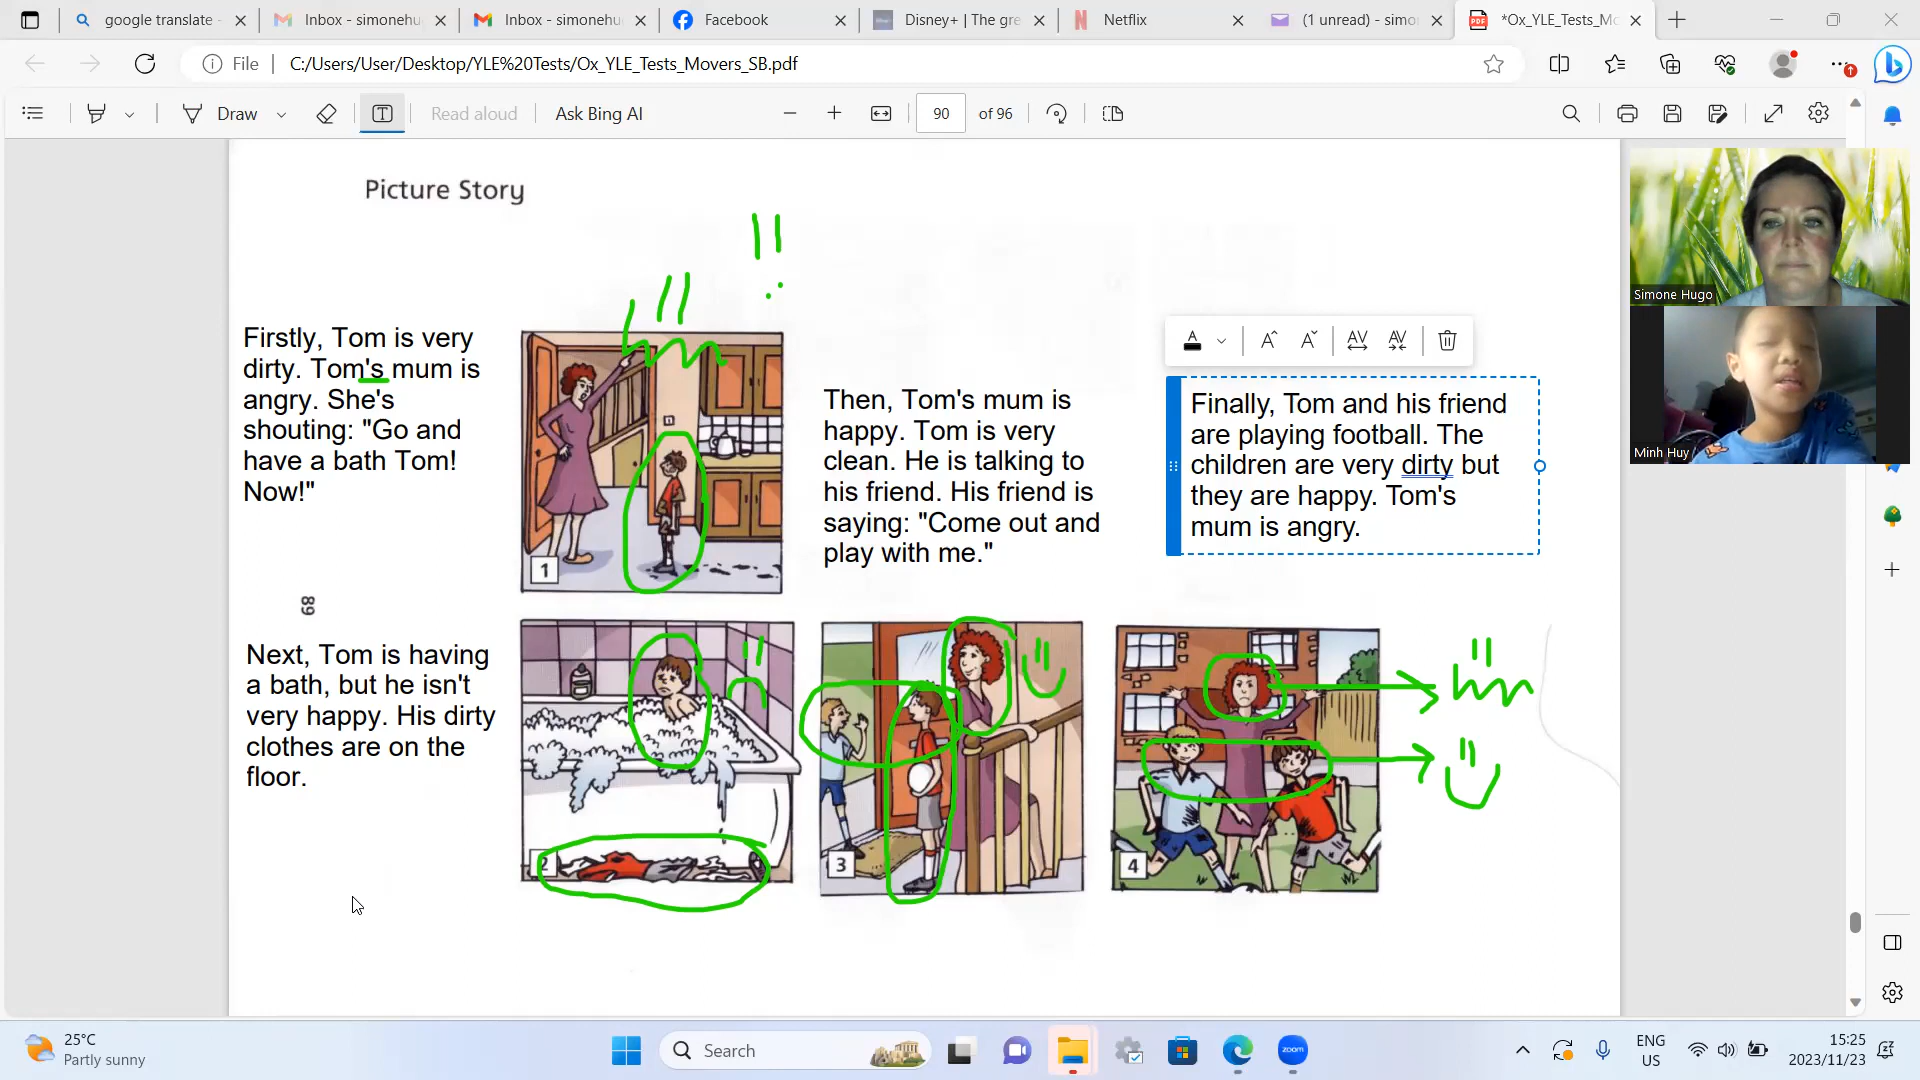 google translate -
Inbox - simonehu
Inbox - simonehu
Facebook
Disney+ | The gre
Netflix
(1 unread) - simo
*Ox_YLE_Tests_Mo
File
C:/Users/User/Desktop/YLE%20Tests/Ox_YLE_Tests_Movers_SB.pdf
Draw
Read aloud
Ask Bing AI
90
of 96
Picture Story
Firstly, Tom is very
dirty. Tom's mum is
angry. She's
shouting: "Go and
have a bath Tom!
Now!"
1
Then, Tom's mum is
happy. Tom is very
clean. He is talking to
his friend. His friend is
saying: "Come out and
play with me."
Finally, Tom and his friend
are playing football. The
children are very dirty but
they are happy. Tom's
mum is angry.
Simone Hugo
Minh Huy
89
Next, Tom is having
a bath, but he isn't
very happy. His dirty
clothes are on the
floor.
2
3
4
25°C
Partly sunny
Search
zoom
ENG
US
15:25
2023/11/23